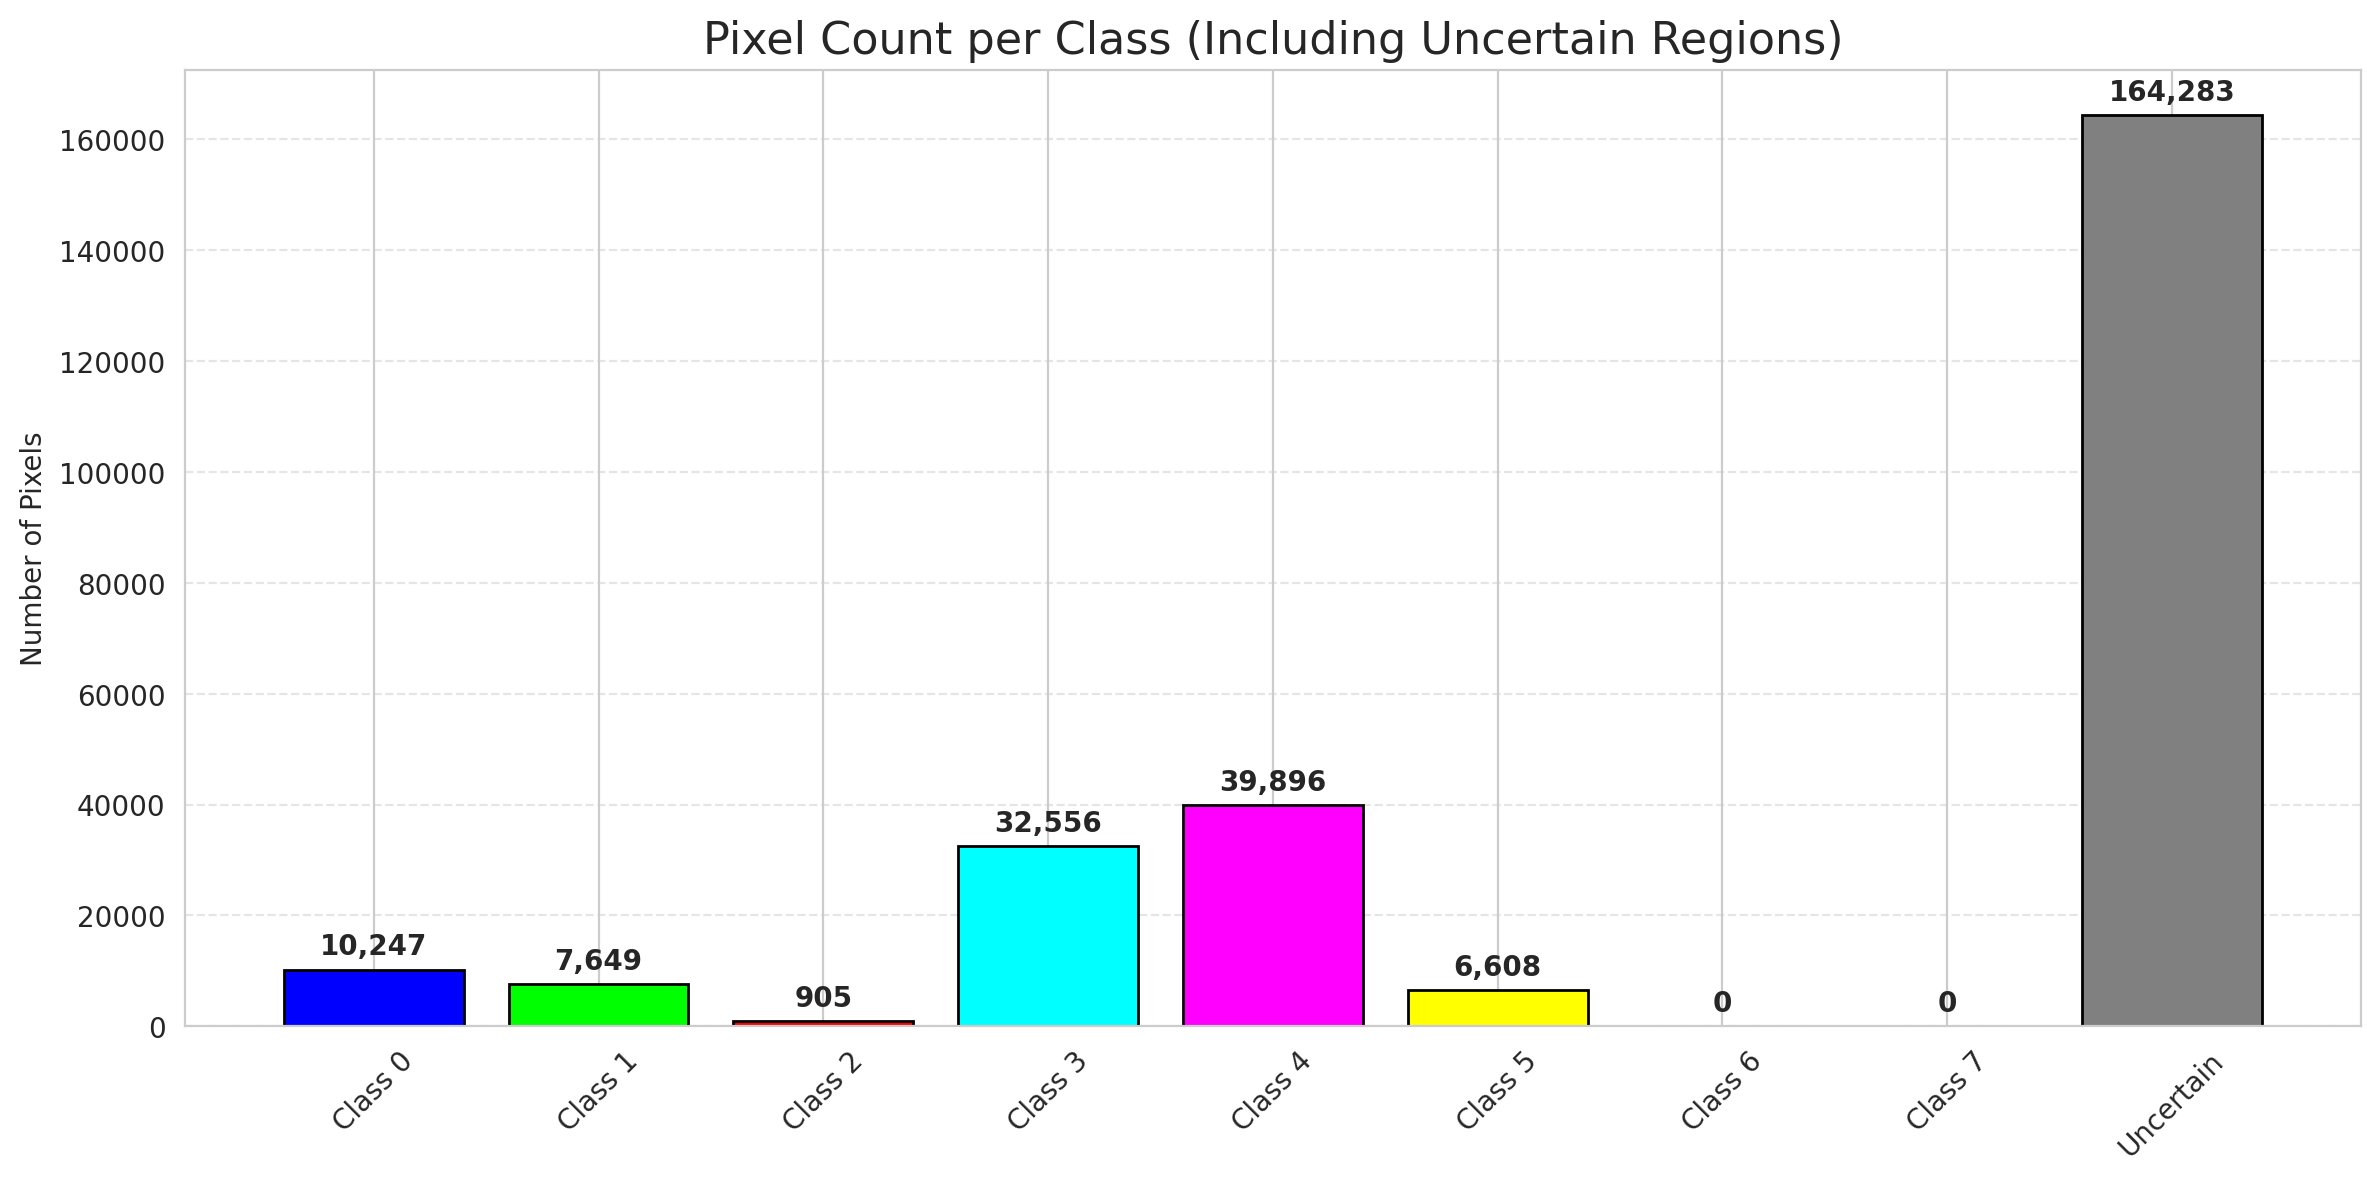 Pixel Count per Class (Including Uncertain Regions)
Number of Pixels
160000
140000
120000
100000
80000
60000
40000
20000
0
10,247
7,649
905
32,556
39,896
6,608
0
0
164,283
Class 0
Class 1
Class 2
Class 3
Class 4
Class 5
Class 6
Class 7
Uncertain